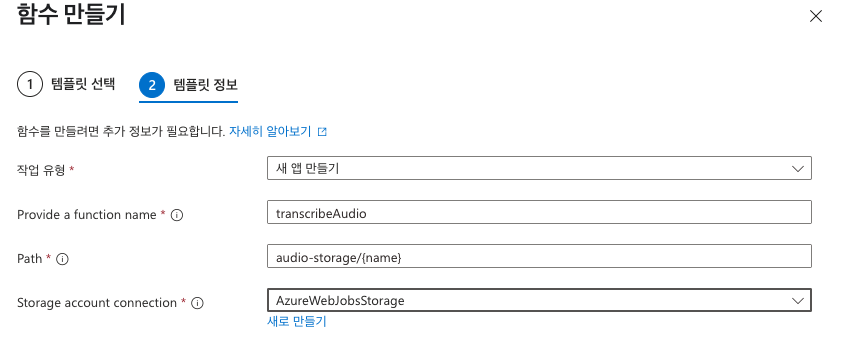 함수 만들기
1 템플릿 선택 2 템플릿 정보
함수를 만들려면 추가 정보가 필요합니다. 자세히 알아보기
작업 유형 * 새 앱 만들기
Provide a function name * transcribeAudio
Path * audio-storage/{name}
Storage account connection * AzureWebJobsStorage
새로 만들기